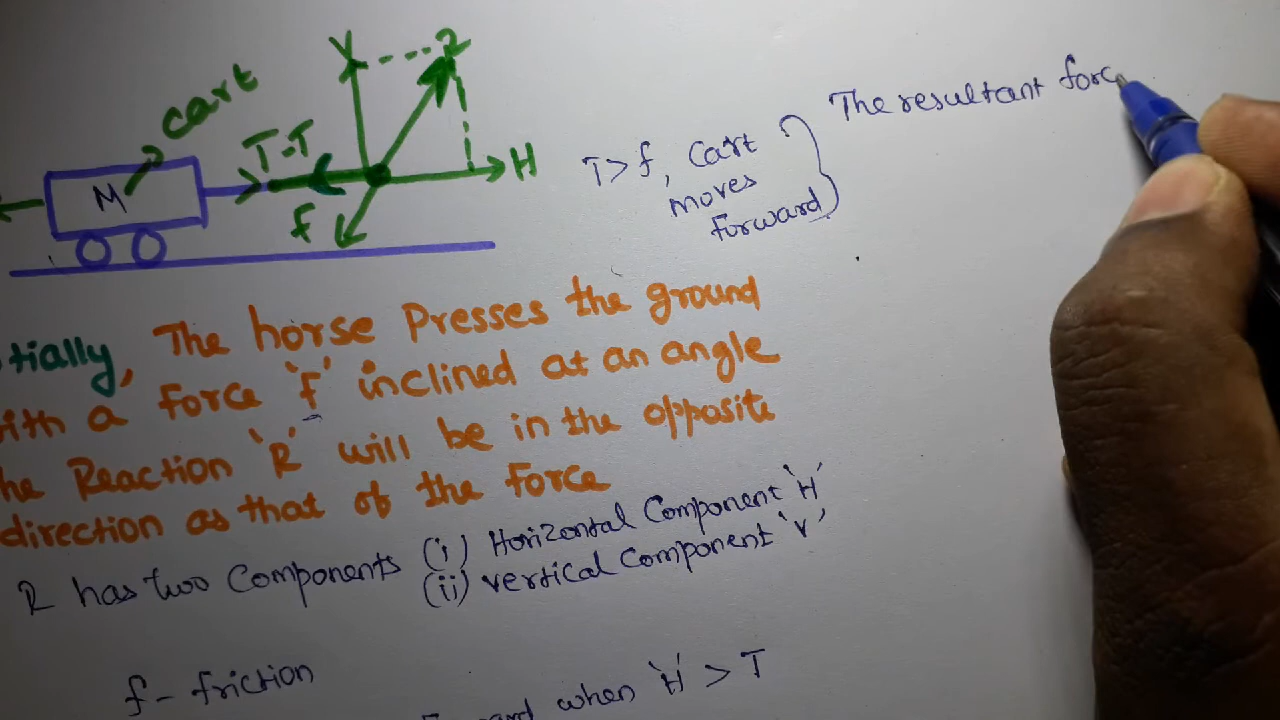 cart
M
T-T
V
R
H
f
T > f, Cart
moves
forward
The resultant forc
tially, The horse Presses the ground
with a force 'f' inclined at an angle
he Reaction 'R' will be in the opposite
direction as that of the force
R has two Components (i) Horizontal Component 'H'
(ii) vertical Component 'V'
f - friction
when 'H' > T